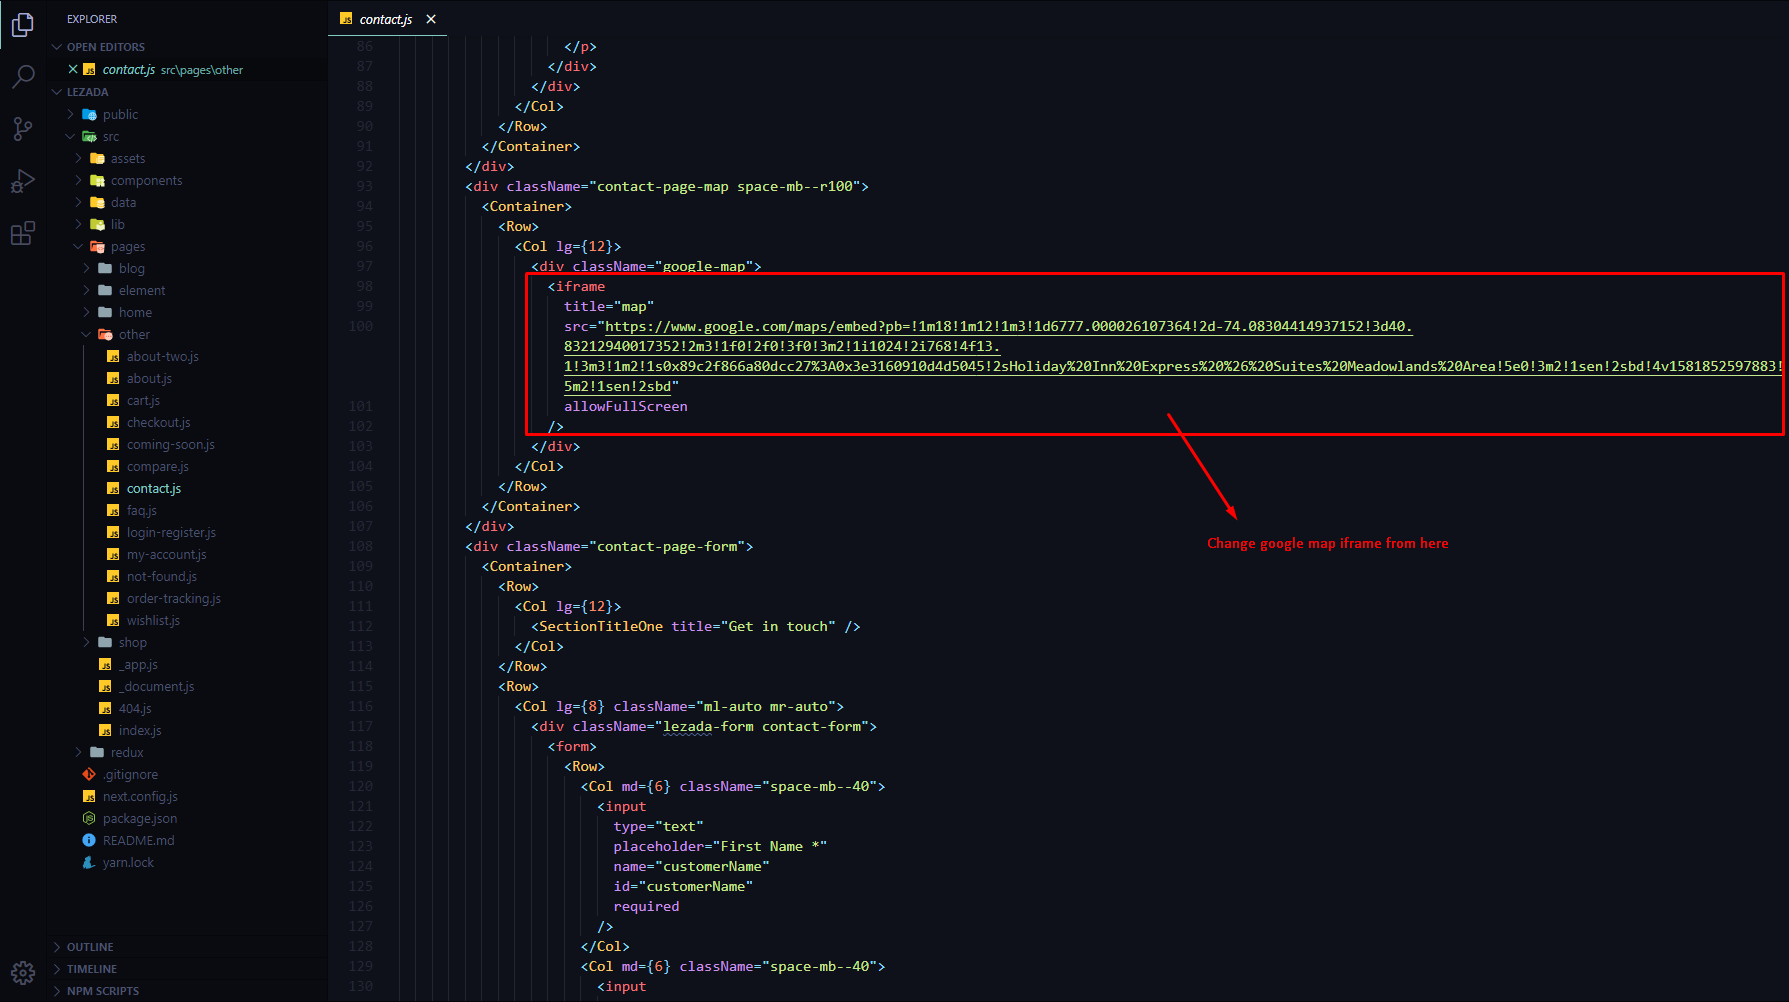 EXPLORER
OPEN EDITORS
contact.js src\pages\other
LEZADA
public
src
assets
components
data
lib
pages
blog
element
home
other
about-two.js
about.js
cart.js
checkout.js
coming-soon.js
compare.js
contact.js
faq.js
login-register.js
my-account.js
not-found.js
order-tracking.js
wishlist.js
shop
_app.js
_document.js
404.js
index.js
redux
.gitignore
next.config.js
package.json
README.md
yarn.lock
OUTLINE
TIMELINE
NPM SCRIPTS
contact.js
86 </p>
87 </div>
88 </div>
89 </Col>
90 </Row>
91 </Container>
92 </div>
93 <div className="contact-page-map space-mb--r100">
94 <Container>
95 <Row>
96 <Col lg={12}>
97 <div className="google-map">
98 <iframe
99 title="map"
100 src="https://www.google.com/maps/embed?pb=!1m18!1m12!1m3!1d6777.000026107364!2d-74.08304414937152!3d40.
83212940017352!2m3!1f0!2f0!3f0!3m2!1i1024!2i768!4f13.
1!3m3!1m2!1s0x89c2f866a80dcc27%3A0x3e3160910d4d5045!2sHoliday%20Inn%20Express%20%26%20Suites%20Meadowlands%20Area!5e0!3m2!1sen!2sbd!4v1581852597883!
5m2!1sen!2sbd"
101 allowFullScreen
102 />
103 </div>
104 </Col>
105 </Row>
106 </Container>
107 </div>
108 <div className="contact-page-form">
109 <Container>
110 <Row>
111 <Col lg={12}>
112 <SectionTitleOne title="Get in touch" />
113 </Col>
114 </Row>
115 <Row>
116 <Col lg={8} className="ml-auto mr-auto">
117 <div className="lezada-form contact-form">
118 <form>
119 <Row>
120 <Col md={6} className="space-mb--40">
121 <input
122 type="text"
123 placeholder="First Name *"
124 name="customerName"
125 id="customerName"
126 required
127 />
128 </Col>
129 <Col md={6} className="space-mb--40">
130 <input
Change google map iframe from here